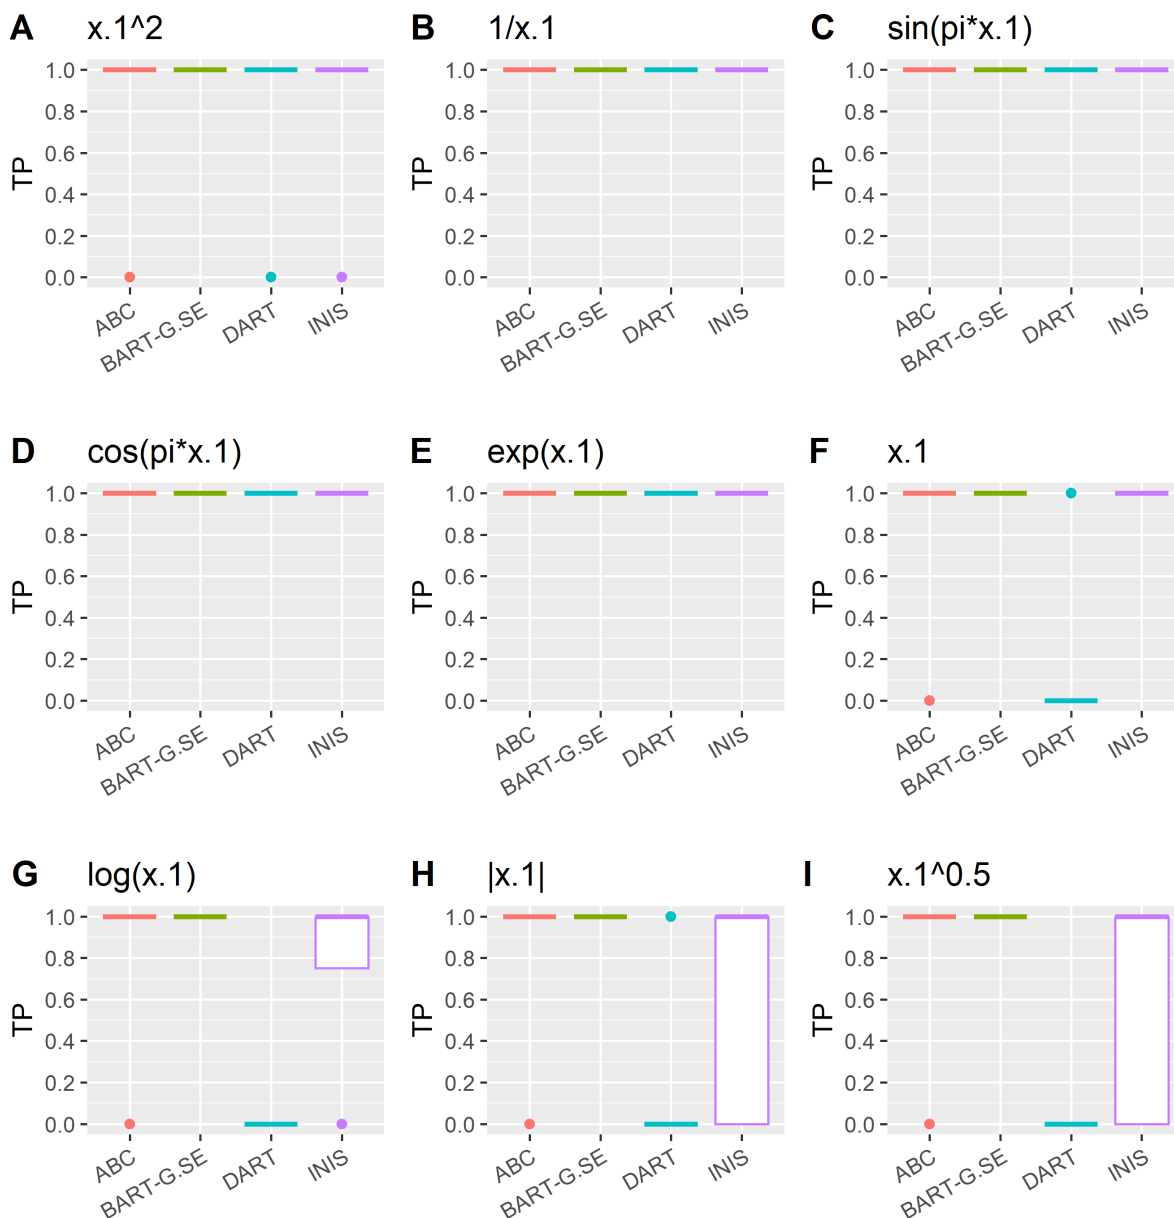 A x.1^2
B 1/x.1
C sin(pi*x.1)
TP
1.0
0.8
0.6
0.4
0.2
0.0
ABC
BART-G.SE
DART
INIS
TP
1.0
0.8
0.6
0.4
0.2
0.0
ABC
BART-G.SE
DART
INIS
TP
1.0
0.8
0.6
0.4
0.2
0.0
ABC
BART-G.SE
DART
INIS
D cos(pi*x.1)
E exp(x.1)
F x.1
TP
1.0
0.8
0.6
0.4
0.2
0.0
ABC
BART-G.SE
DART
INIS
TP
1.0
0.8
0.6
0.4
0.2
0.0
ABC
BART-G.SE
DART
INIS
TP
1.0
0.8
0.6
0.4
0.2
0.0
ABC
BART-G.SE
DART
INIS
G log(x.1)
H |x.1|
I x.1^0.5
TP
1.0
0.8
0.6
0.4
0.2
0.0
ABC
BART-G.SE
DART
INIS
TP
1.0
0.8
0.6
0.4
0.2
0.0
ABC
BART-G.SE
DART
INIS
TP
1.0
0.8
0.6
0.4
0.2
0.0
ABC
BART-G.SE
DART
INIS